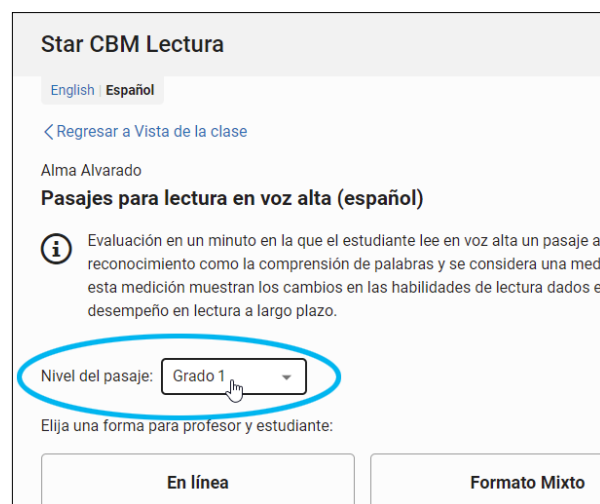 Star CBM Lectura
English | Español
Regresar a Vista de la clase
Alma Alvarado
Pasajes para lectura en voz alta (español)
Evaluación en un minuto en la que el estudiante lee en voz alta un pasaje a
reconocimiento como la comprensión de palabras y se considera una med
esta medición muestran los cambios en las habilidades de lectura dados e
desempeño en lectura a largo plazo.
Nivel del pasaje: Grado 1
Elija una forma para profesor y estudiante:
En línea
Formato Mixto